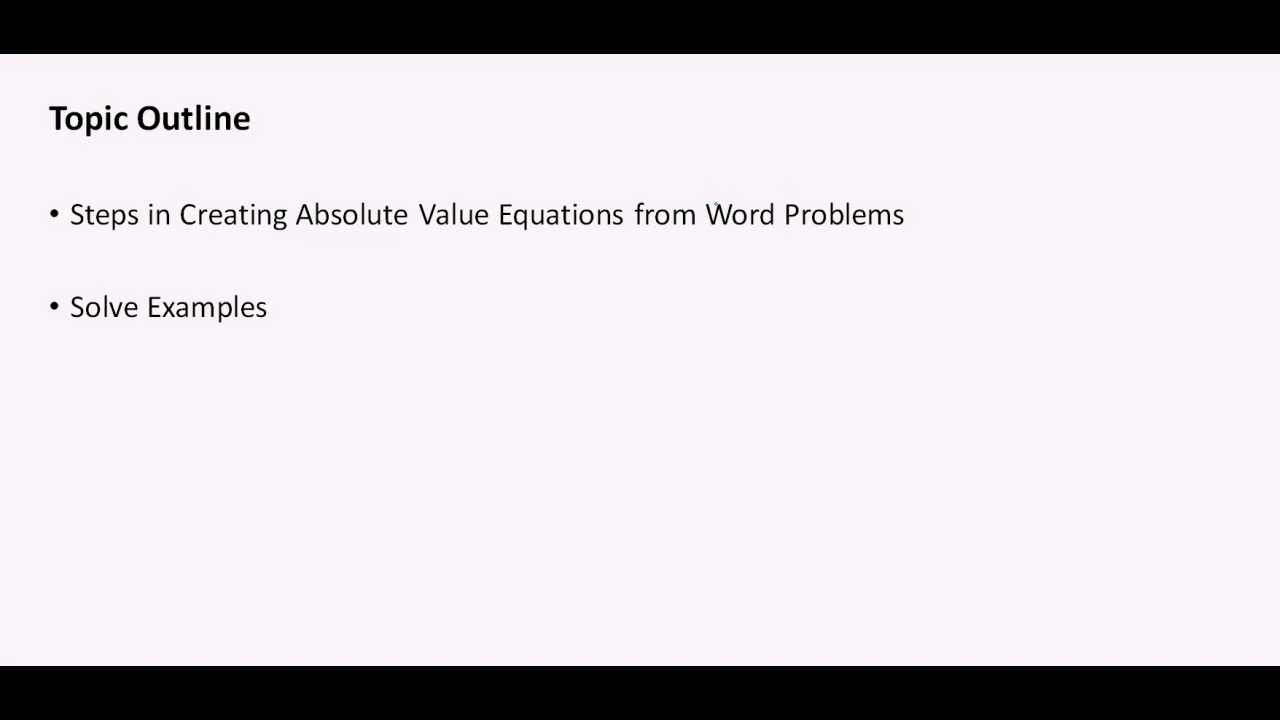 Topic Outline
• Steps in Creating Absolute Value Equations from Word Problems
• Solve Examples